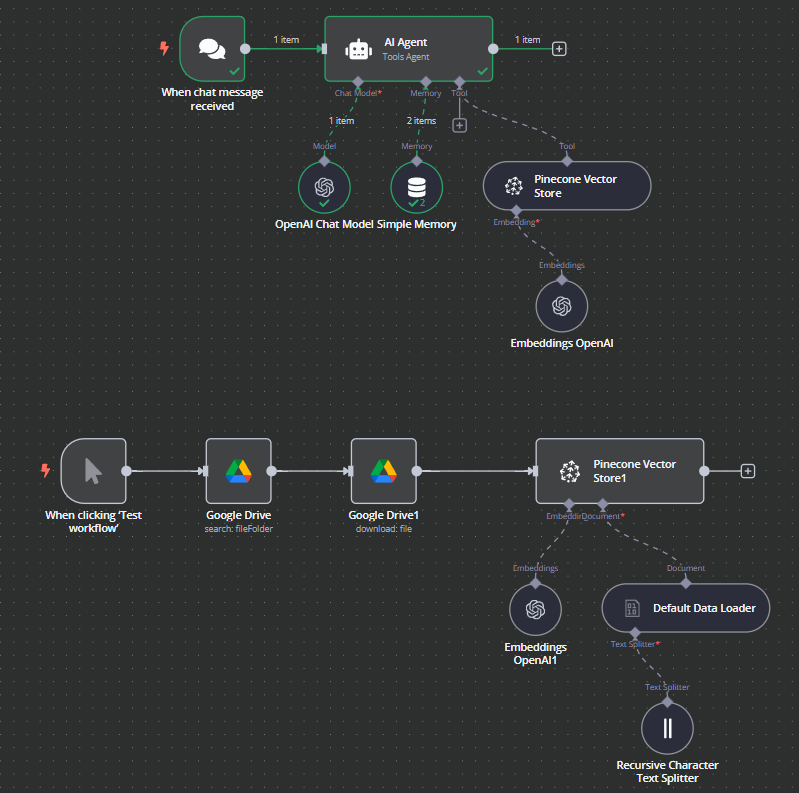 1 item
AI Agent
Tools Agent
1 item
When chat message
received
Chat Model*
Memory
Tool
1 item
2 items
Model
Memory
Tool
Pinecone Vector
Store
2
OpenAI Chat Model
Simple Memory
Embedding*
Embeddings
Embeddings OpenAI
Pinecone Vector
Store1
When clicking ‘Test
workflow’
Google Drive
search: fileFolder
Google Drive1
download: file
Embeddin
Document*
Embeddings
Document
0110
Default Data Loader
Embeddings
OpenAI1
Text Splitter*
Text Splitter
Recursive Character
Text Splitter